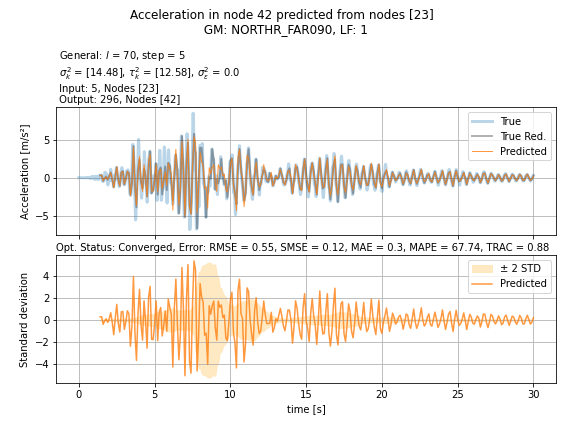 Acceleration in node 42 predicted from nodes [23]
GM: NORTHR_FAR090, LF: 1
General: l = 70, step = 5
σ²ₖ = [14.48], τ²ₖ = [12.58], σ²ε = 0.0
Input: 5, Nodes [23]
Output: 296, Nodes [42]
Acceleration [m/s²]
5
0
−5
True
True Red.
Predicted
Opt. Status: Converged, Error: RMSE = 0.55, SMSE = 0.12, MAE = 0.3, MAPE = 67.74, TRAC = 0.88
Standard deviation
4
2
0
−2
−4
± 2 STD
Predicted
0 5 10 15 20 25 30
time [s]